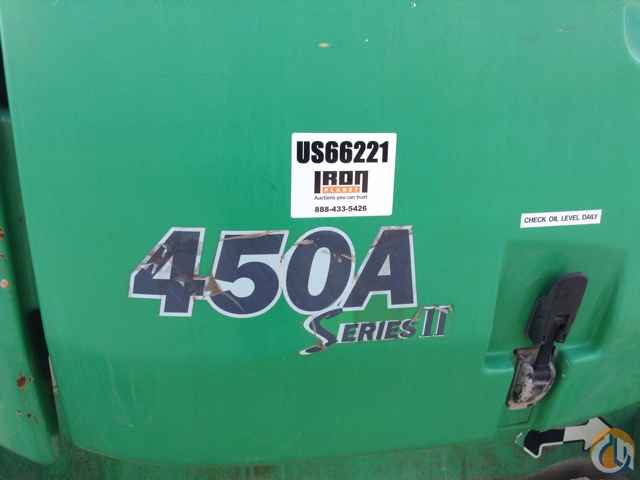 US66221
IRON
PLANET
Auctions you can trust
888-433-5426
CHECK OIL LEVEL DAILY
450A
SERIES II